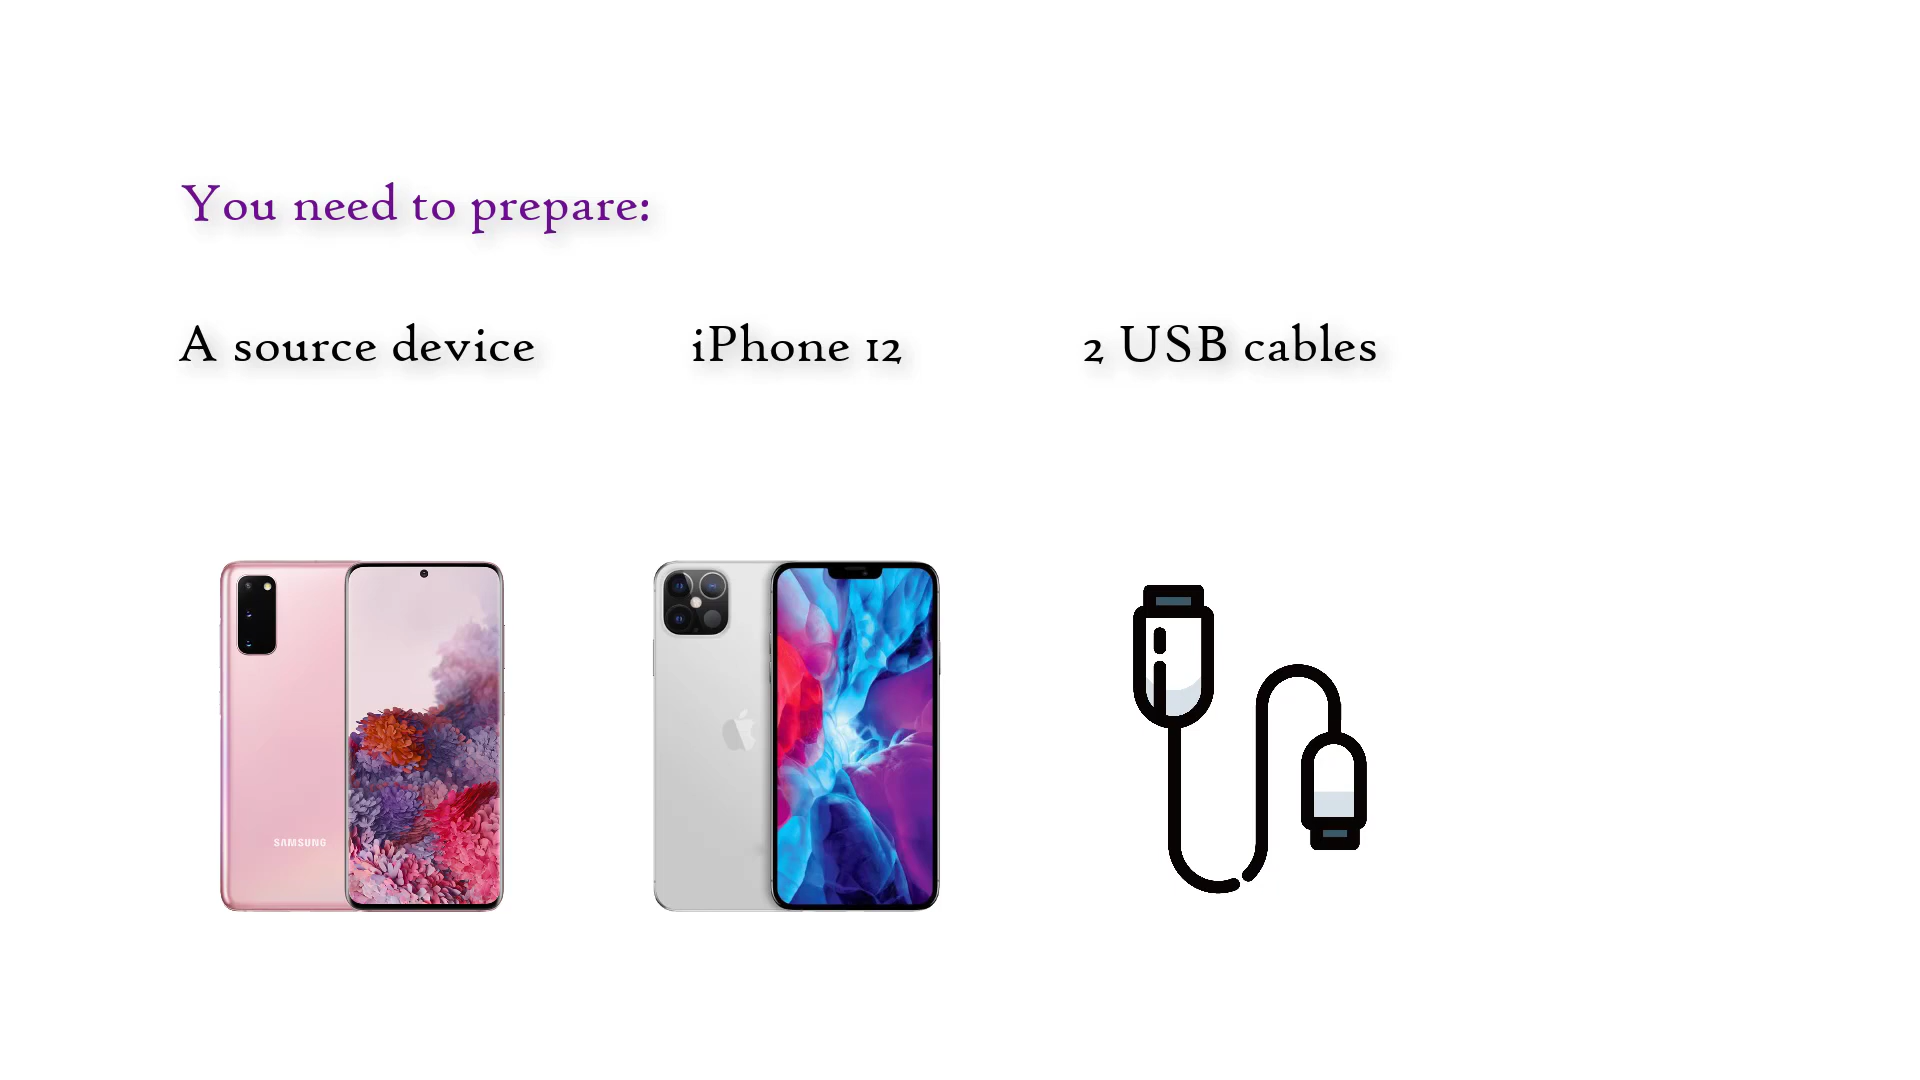 You need to prepare:
A source device
iPhone 12
2 USB cables
SAMSUNG